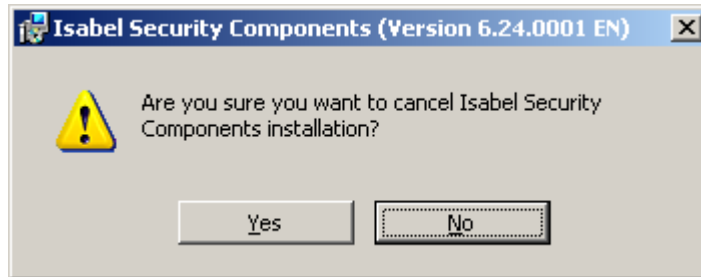 Isabel Security Components (Version 6.24.0001 EN)
Are you sure you want to cancel Isabel Security
Components installation?
Yes
No